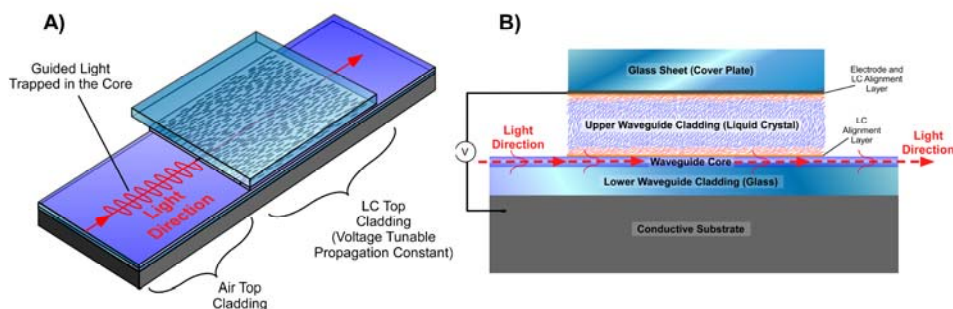 A)
Guided Light
Trapped in the Core
Light
Direction
LC Top
Cladding
(Voltage Tunable
Propagation Constant)
Air Top
Cladding
B)
Glass Sheet (Cover Plate)
Electrode and
LC Alignment
Layer
Upper Waveguide Cladding (Liquid Crystal)
LC
Alignment
Layer
V
Light
Direction
Waveguide Core
Light
Direction
Lower Waveguide Cladding (Glass)
Conductive Substrate